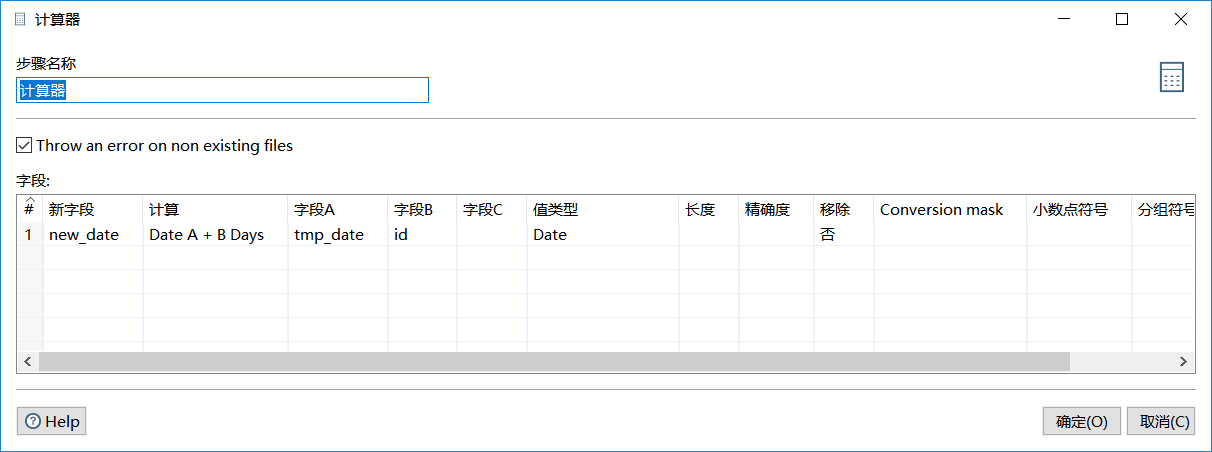 计算器
步骤名称
计算器
Throw an error on non existing files
字段:
# 新字段 计算 字段A 字段B 字段C 值类型 长度 精确度 移除 Conversion mask 小数点符号 分组符号
1 new_date Date A + B Days tmp_date id Date 否
Help 确定(O) 取消(C)